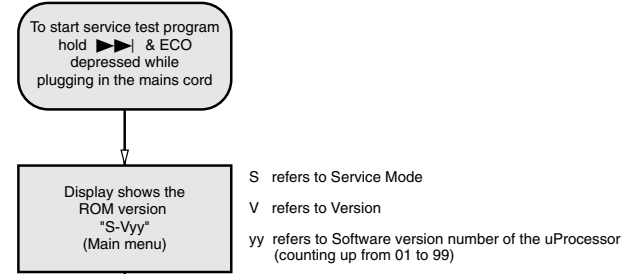 To start service test program
hold ▶▶| & ECO
depressed while
plugging in the mains cord
Display shows the
ROM version
"S-Vyy"
(Main menu)
S refers to Service Mode
V refers to Version
yy refers to Software version number of the uProcessor
(counting up from 01 to 99)